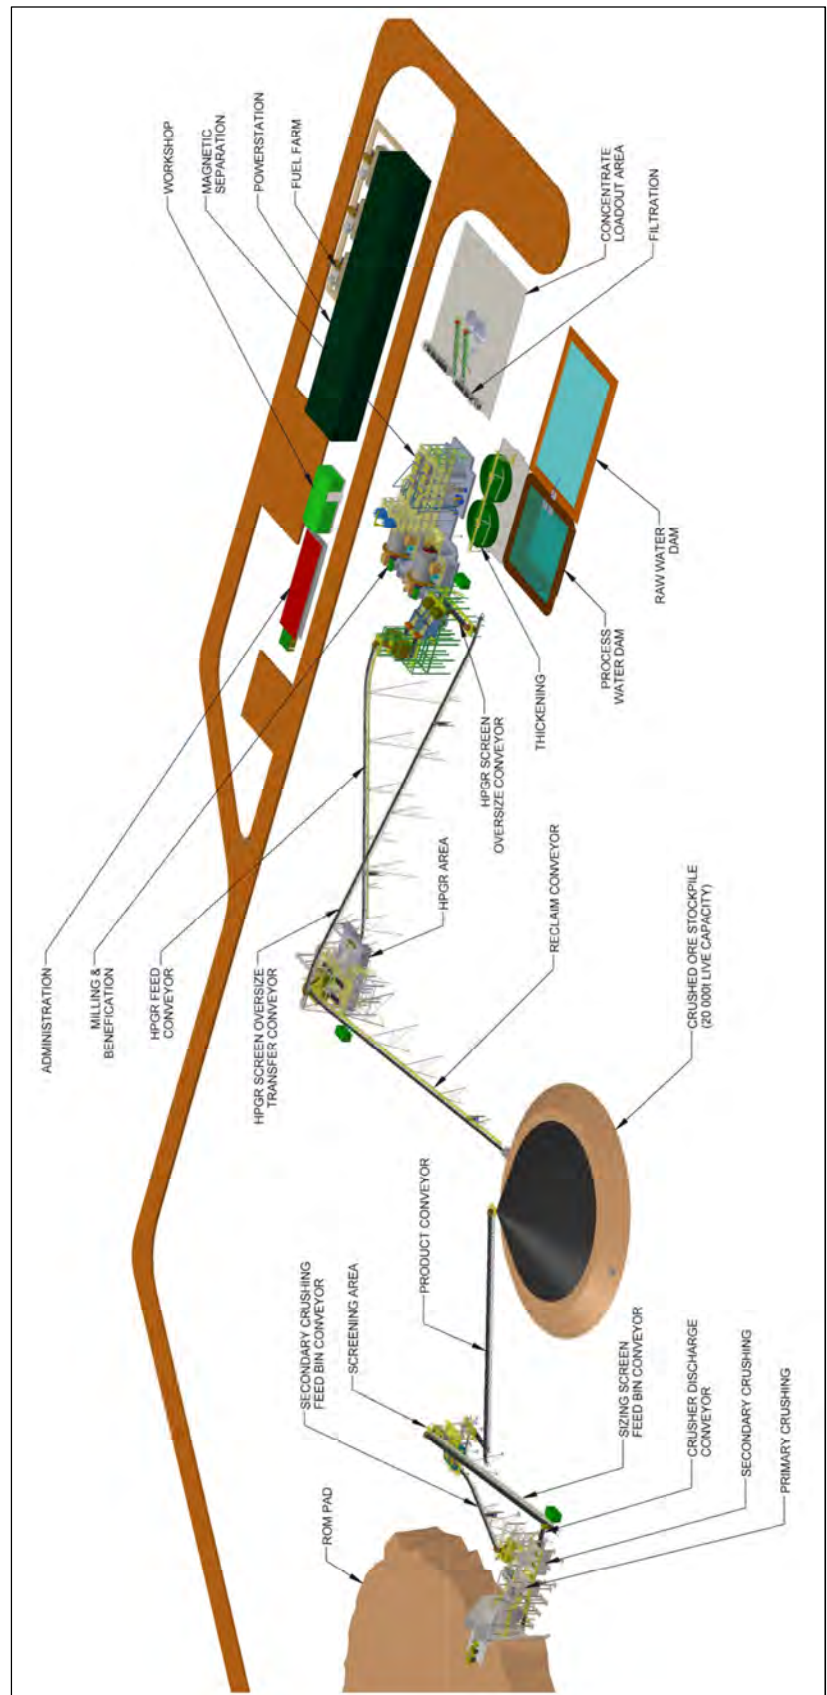 WORKSHOP
MAGNETIC
SEPARATION
POWERSTATION
FUEL FARM
CONCENTRATE
LOADOUT AREA
FILTRATION
ADMINISTRATION
MILLING &
BENEFICATION
HPGR FEED
CONVEYOR
HPGR SCREEN OVERSIZE
TRANSFER CONVEYOR
RAW WATER
DAM
PROCESS
WATER DAM
THICKENING
HPGR SCREEN
OVERSIZE CONVEYOR
HPGR AREA
RECLAIM CONVEYOR
CRUSHED ORE STOCKPILE
(20 000t LIVE CAPACITY)
PRODUCT CONVEYOR
SECONDARY CRUSHING
FEED BIN CONVEYOR
SCREENING AREA
ROM PAD
SIZING SCREEN
FEED BIN CONVEYOR
CRUSHER DISCHARGE
CONVEYOR
SECONDARY CRUSHING
PRIMARY CRUSHING